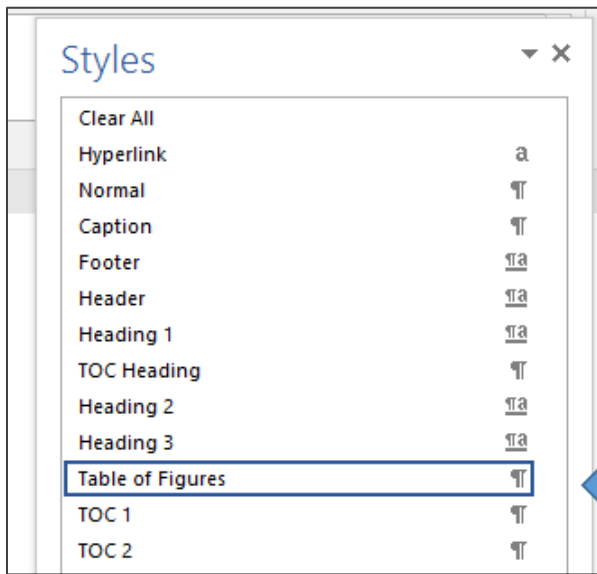 Styles
Clear All
Hyperlink a
Normal ¶
Caption ¶
Footer ¶a
Header ¶a
Heading 1 ¶a
TOC Heading ¶
Heading 2 ¶a
Heading 3 ¶a
Table of Figures ¶
TOC 1 ¶
TOC 2 ¶